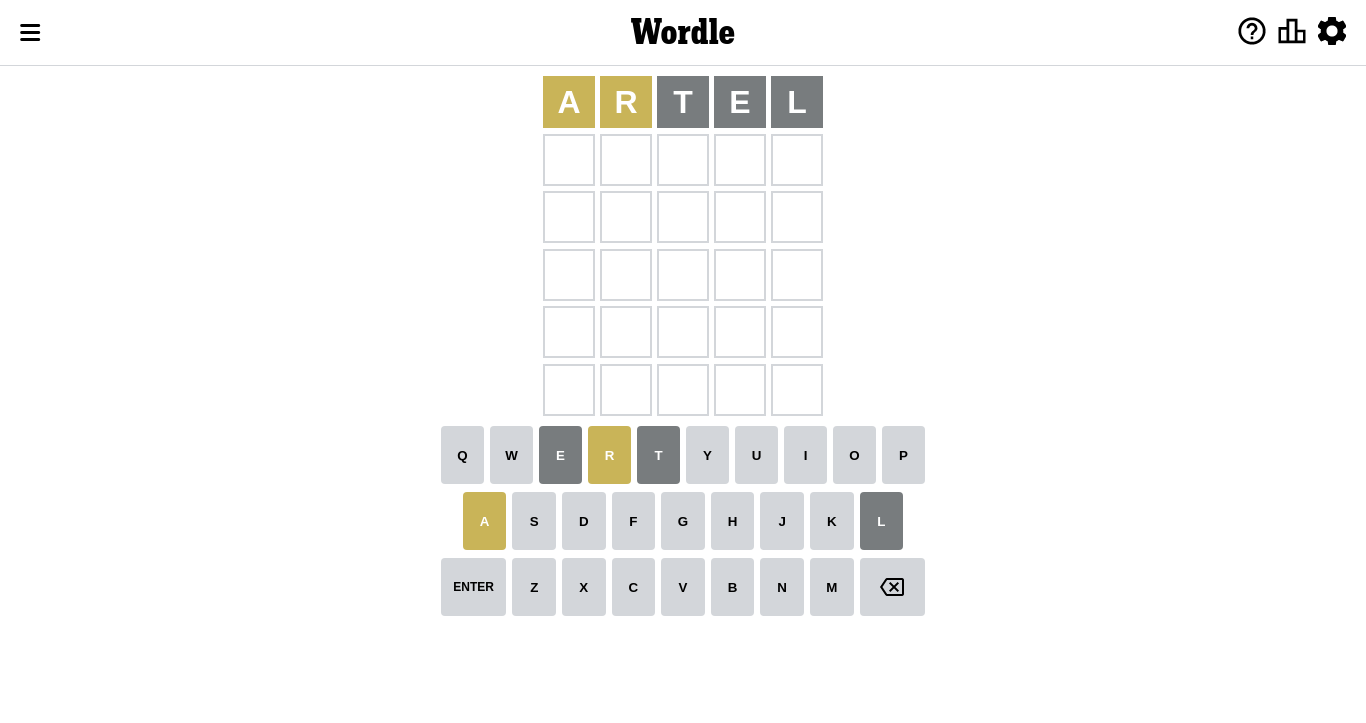 Wordle
A R T E L
Q W E R T Y U I O P
A S D F G H J K L
ENTER Z X C V B N M